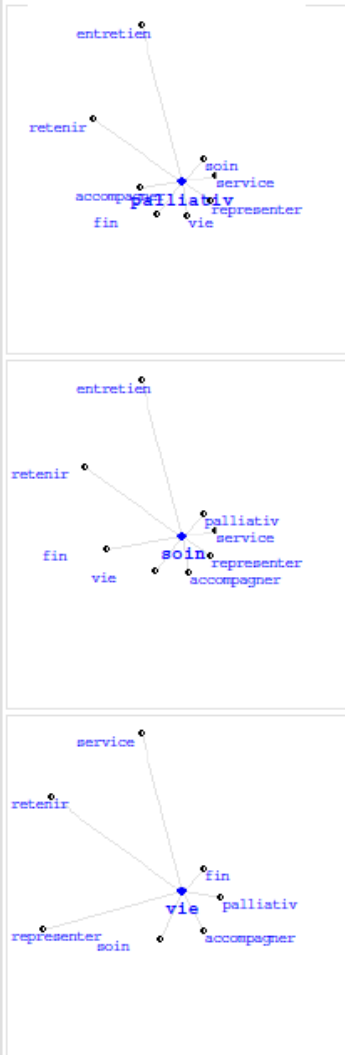 entretien
retenir
soin
service
accompagner
palliativ
representer
fin
vie
entretien
retenir
palliativ
service
fin
soin
representer
vie
accompagner
service
retenir
fin
palliativ
vie
representer
accompagner
soin